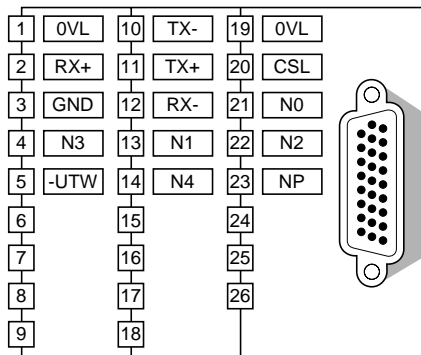 1 0VL 10 TX- 19 0VL
2 RX+ 11 TX+ 20 CSL
3 GND 12 RX- 21 N0
4 N3 13 N1 22 N2
5 -UTW 14 N4 23 NP
6 15 24
7 16 25
8 17 26
9 18